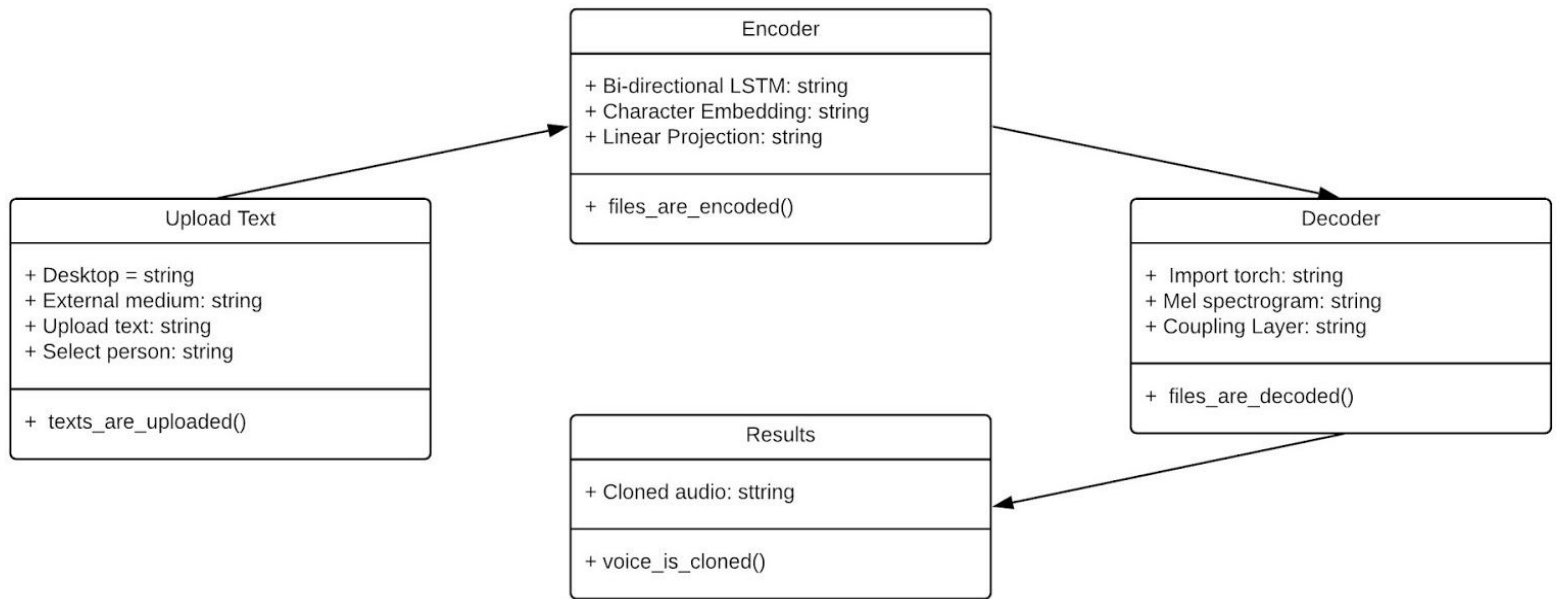 Encoder
+ Bi-directional LSTM: string
+ Character Embedding: string
+ Linear Projection: string
+ files_are_encoded()
Upload Text
+ Desktop = string
+ External medium: string
+ Upload text: string
+ Select person: string
+ texts_are_uploaded()
Decoder
+ Import torch: string
+ Mel spectrogram: string
+ Coupling Layer: string
+ files_are_decoded()
Results
+ Cloned audio: sttring
+ voice_is_cloned()